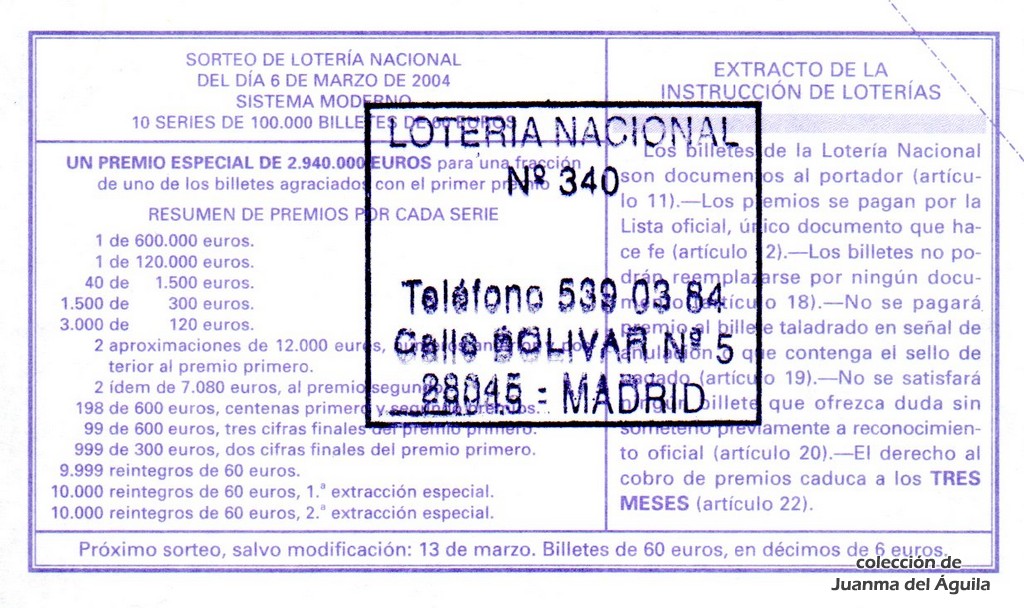 SORTEO DE LOTERÍA NACIONAL
DEL DÍA 6 DE MARZO DE 2004
SISTEMA MODERNO
10 SERIES DE 100.000 BILLETES DE 60 EUROS
UN PREMIO ESPECIAL DE 2.940.000 EUROS para una fracción
de uno de los billetes agraciados con el primer premio
RESUMEN DE PREMIOS POR CADA SERIE
1 de 600.000 euros.
1 de 120.000 euros.
40 de 1.500 euros.
1.500 de 300 euros.
3.000 de 120 euros.
2 aproximaciones de 12.000 euros,
terior al premio primero.
2 ídem de 7.080 euros, al premio segundo.
198 de 600 euros, centenas primero y segundo premios.
99 de 600 euros, tres cifras finales del premio primero.
999 de 300 euros, dos cifras finales del premio primero.
9.999 reintegros de 60 euros.
10.000 reintegros de 60 euros, 1.ª extracción especial.
10.000 reintegros de 60 euros, 2.ª extracción especial.
EXTRACTO DE LA
INSTRUCCIÓN DE LOTERÍAS
Los billetes de la Lotería Nacional
son documentos al portador (artícu-
lo 11).—Los premios se pagan por la
Lista oficial, único documento que ha-
ce fe (artículo 12).—Los billetes no po-
drán reemplazarse por ningún docu-
mento (artículo 18).—No se pagará
premio al billete taladrado en señal de
anulación o que contenga el sello de
pagado (artículo 19).—No se satisfará
ningún billete que ofrezca duda sin
someterlo previamente a reconocimien-
to oficial (artículo 20).—El derecho al
cobro de premios caduca a los TRES
MESES (artículo 22).
LOTERIA NACIONAL
Nº 340
Teléfono 539 03 84
Calle BOLIVAR Nº 5
28045 - MADRID
Próximo sorteo, salvo modificación: 13 de marzo. Billetes de 60 euros, en décimos de 6 euros.
colección de
Juanma del Águila